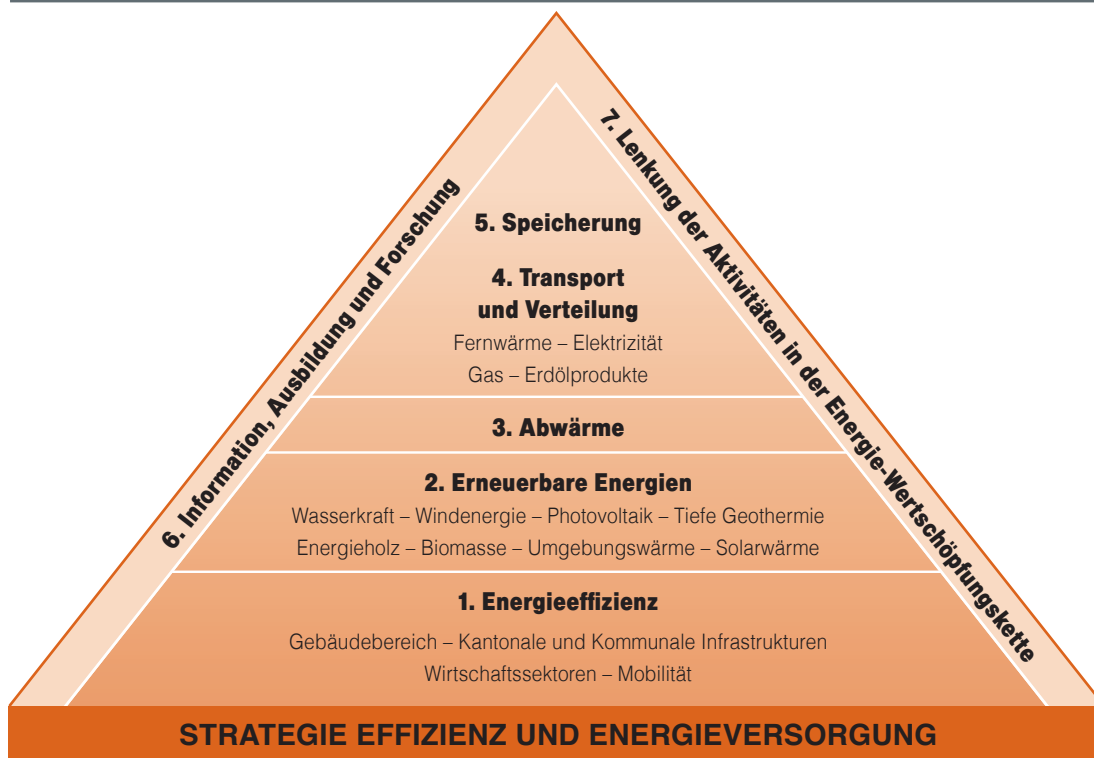 5. Speicherung
4. Transport
und Verteilung
Fernwärme – Elektrizität
Gas – Erdölprodukte
3. Abwärme
2. Erneuerbare Energien
Wasserkraft – Windenergie – Photovoltaik – Tiefe Geothermie
Energieholz – Biomasse – Umgebungswärme – Solarwärme
1. Energieeffizienz
Gebäudebereich – Kantonale und Kommunale Infrastrukturen
Wirtschaftssektoren – Mobilität
6. Information, Ausbildung und Forschung
7. Lenkung der Aktivitäten in der Energie-Wertschöpfungskette
STRATEGIE EFFIZIENZ UND ENERGIEVERSORGUNG